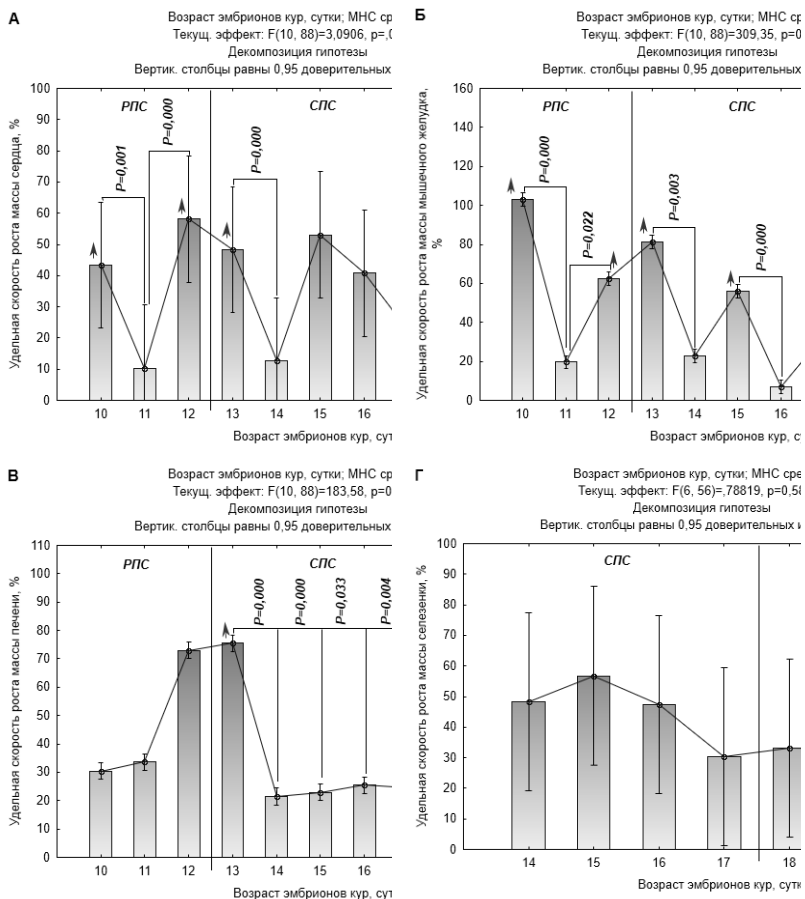 А
Возраст эмбрионов кур, сутки; МНС ср
Текущ. эффект: F(10, 88)=3,0906, p=,0
Декомпозиция гипотезы
Вертик. столбцы равны 0,95 доверительных
Удельная скорость роста массы сердца, %
100
90
80
70
60
50
40
30
20
10
0
РПС
СПС
P=0,001
P=0,000
P=0,000
10 11 12 13 14 15 16
Возраст эмбрионов кур, сут
Б
Возраст эмбрионов кур, сутки; МНС сре
Текущ. эффект: F(10, 88)=309,35, p=0
Декомпозиция гипотезы
Вертик. столбцы равны 0,95 доверительных и
Удельная скорость роста массы мышечного желудка,
%
160
140
120
100
80
60
40
20
0
РПС
СПС
P=0,000
P=0,022
P=0,003
P=0,000
10 11 12 13 14 15 16
Возраст эмбрионов кур, су
В
Возраст эмбрионов кур, сутки; МНС ср
Текущ. эффект: F(10, 88)=183,58, p=0
Декомпозиция гипотезы
Вертик. столбцы равны 0,95 доверительных
Удельная скорость роста массы печени, %
110
100
90
80
70
60
50
40
30
20
10
0
РПС
СПС
P=0,000
P=0,000
P=0,033
P=0,004
10 11 12 13 14 15 16
Возраст эмбрионов кур, сут
Г
Возраст эмбрионов кур, сутки; МНС сре
Текущ. эффект: F(6, 56)=,78819, p=0,58
Декомпозиция гипотезы
Вертик. столбцы равны 0,95 доверительных и
Удельная скорость роста массы селезенки, %
100
90
80
70
60
50
40
30
20
10
0
СПС
14 15 16 17 18
Возраст эмбрионов кур, сутк